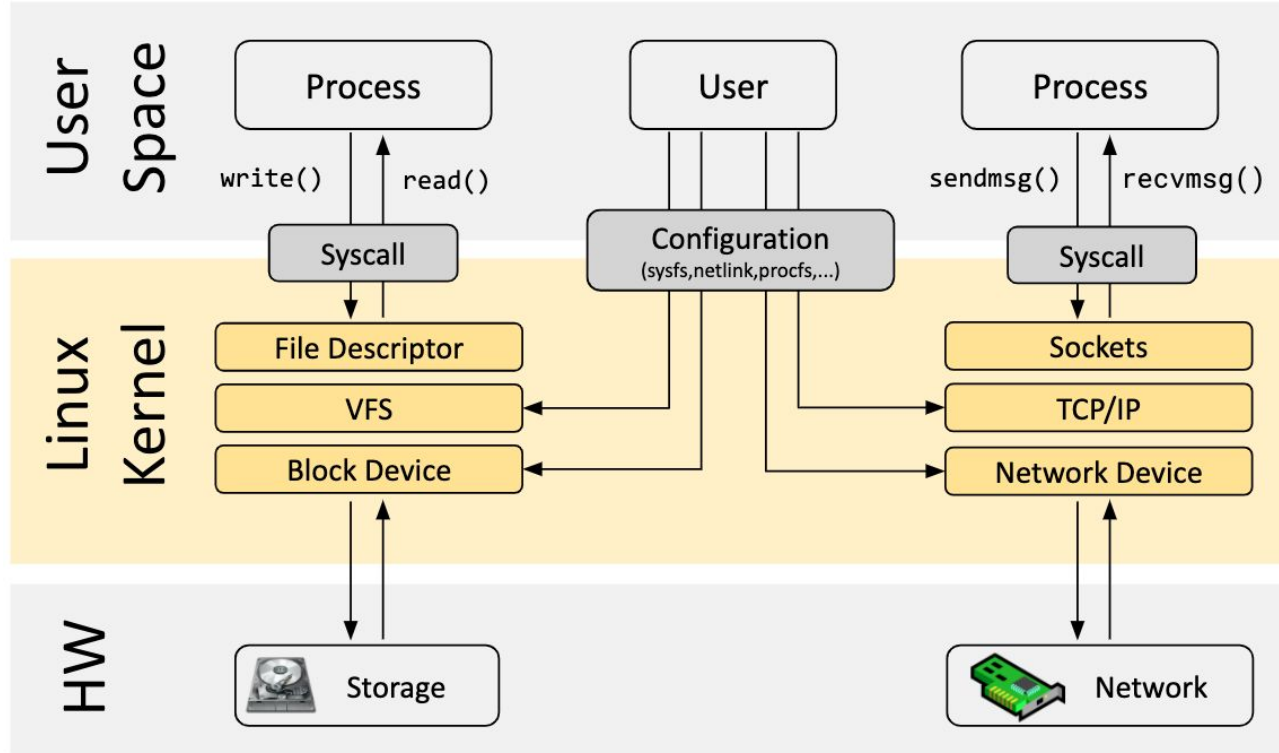 User
Space
Process
User
Process
write()
read()
sendmsg()
recvmsg()
Syscall
Configuration
(sysfs,netlink,procfs,...)
Syscall
Linux
Kernel
File Descriptor
Sockets
VFS
TCP/IP
Block Device
Network Device
HW
Storage
Network